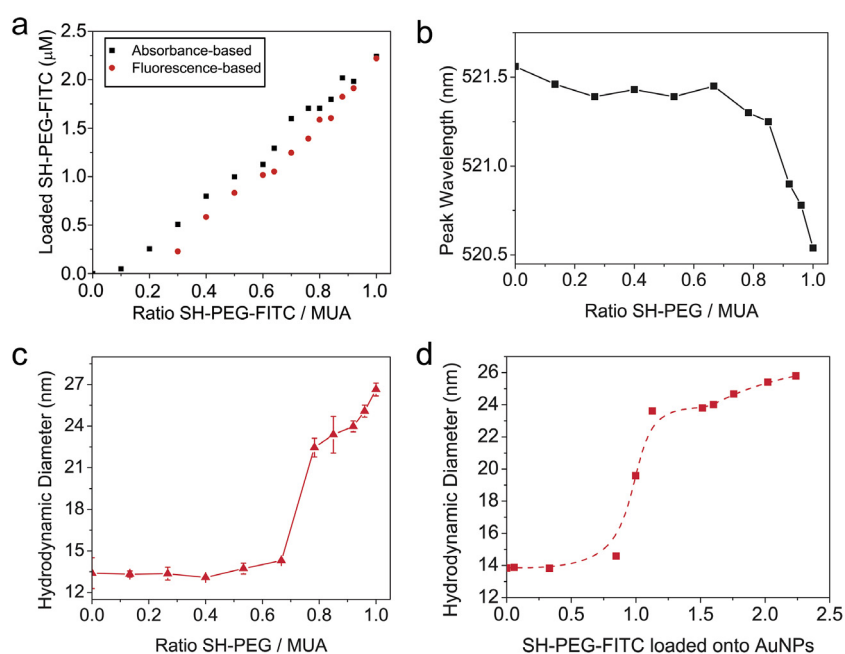 a
Loaded SH-PEG-FITC (μM)
2.5
2.0
1.5
1.0
0.5
0.0
Absorbance-based
Fluorescence-based
0.0 0.2 0.4 0.6 0.8 1.0
Ratio SH-PEG-FITC / MUA
b
Peak Wavelength (nm)
521.5
521.0
520.5
0.0 0.2 0.4 0.6 0.8 1.0
Ratio SH-PEG / MUA
c
Hydrodynamic Diameter (nm)
27
24
21
18
15
12
0.0 0.2 0.4 0.6 0.8 1.0
Ratio SH-PEG / MUA
d
Hydrodynamic Diameter (nm)
26
24
22
20
18
16
14
12
0.0 0.5 1.0 1.5 2.0 2.5
SH-PEG-FITC loaded onto AuNPs